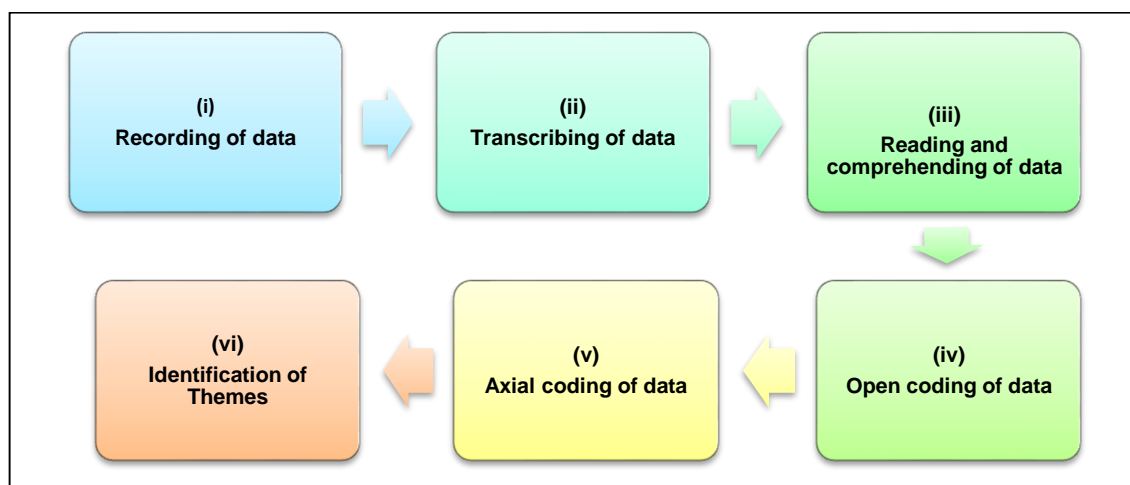 (i)
Recording of data
(ii)
Transcribing of data
(iii)
Reading and
comprehending of data
(iv)
Open coding of data
(v)
Axial coding of data
(vi)
Identification of
Themes